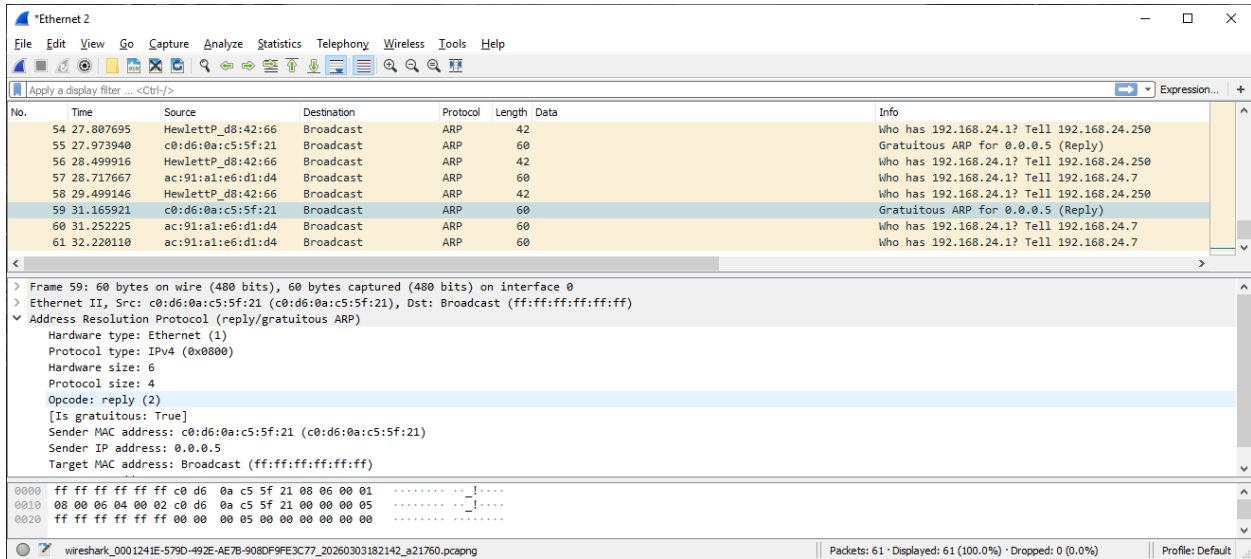 *Ethernet 2
File Edit View Go Capture Analyze Statistics Telephony Wireless Tools Help
Apply a display filter ... <Ctrl-/> Expression... +
No. Time Source Destination Protocol Length Data Info
54 27.807695 HewlettP_d8:42:66 Broadcast ARP 42 Who has 192.168.24.1? Tell 192.168.24.250
55 27.973940 c0:d6:0a:c5:5f:21 Broadcast ARP 60 Gratuitous ARP for 0.0.0.5 (Reply)
56 28.499916 HewlettP_d8:42:66 Broadcast ARP 42 Who has 192.168.24.1? Tell 192.168.24.250
57 28.717667 ac:91:a1:e6:d1:d4 Broadcast ARP 60 Who has 192.168.24.1? Tell 192.168.24.7
58 29.499146 HewlettP_d8:42:66 Broadcast ARP 42 Who has 192.168.24.1? Tell 192.168.24.250
59 31.165921 c0:d6:0a:c5:5f:21 Broadcast ARP 60 Gratuitous ARP for 0.0.0.5 (Reply)
60 31.252225 ac:91:a1:e6:d1:d4 Broadcast ARP 60 Who has 192.168.24.1? Tell 192.168.24.7
61 32.220110 ac:91:a1:e6:d1:d4 Broadcast ARP 60 Who has 192.168.24.1? Tell 192.168.24.7
Frame 59: 60 bytes on wire (480 bits), 60 bytes captured (480 bits) on interface 0
Ethernet II, Src: c0:d6:0a:c5:5f:21 (c0:d6:0a:c5:5f:21), Dst: Broadcast (ff:ff:ff:ff:ff:ff)
Address Resolution Protocol (reply/gratuitous ARP)
Hardware type: Ethernet (1)
Protocol type: IPv4 (0x0800)
Hardware size: 6
Protocol size: 4
Opcode: reply (2)
[Is gratuitous: True]
Sender MAC address: c0:d6:0a:c5:5f:21 (c0:d6:0a:c5:5f:21)
Sender IP address: 0.0.0.5
Target MAC address: Broadcast (ff:ff:ff:ff:ff:ff)
0000 ff ff ff ff ff ff c0 d6 0a c5 5f 21 08 06 00 01 ········ ··_!····
0010 08 00 06 04 00 02 c0 d6 0a c5 5f 21 00 00 00 05 ········ ··_!····
0020 ff ff ff ff ff ff 00 00 00 05 00 00 00 00 00 00 ········ ········
wireshark_0001241E-579D-492E-AE7B-908DF9FE3C77_20260303182142_a21760.pcapng Packets: 61 · Displayed: 61 (100.0%) · Dropped: 0 (0.0%) Profile: Default